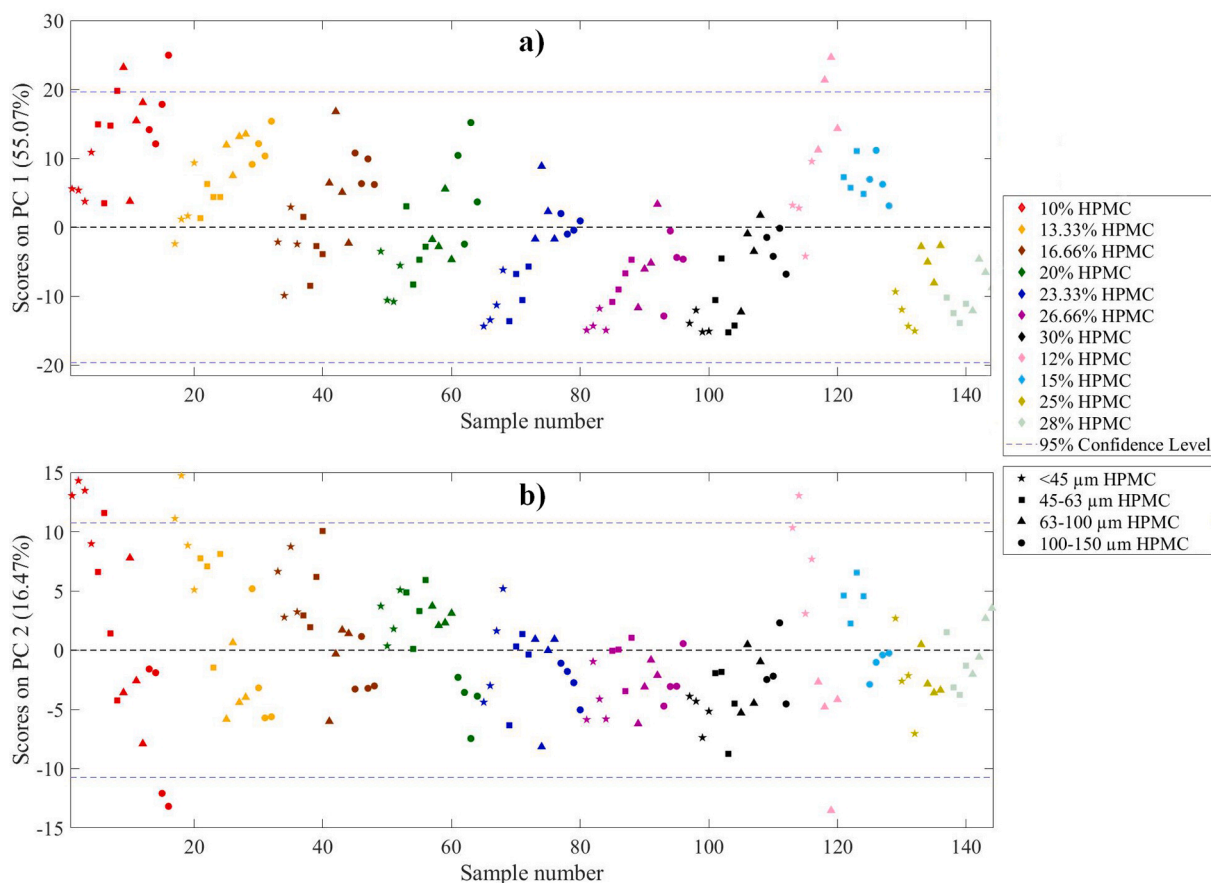 a)
30
20
10
0
-10
-20
Scores on PC 1 (55.07%)
20
40
60
80
100
120
140
Sample number
10% HPMC
13.33% HPMC
16.66% HPMC
20% HPMC
23.33% HPMC
26.66% HPMC
30% HPMC
12% HPMC
15% HPMC
25% HPMC
28% HPMC
95% Confidence Level
<45 µm HPMC
45-63 µm HPMC
63-100 µm HPMC
100-150 µm HPMC
b)
15
10
5
0
-5
-10
-15
Scores on PC 2 (16.47%)
20
40
60
80
100
120
140
Sample number